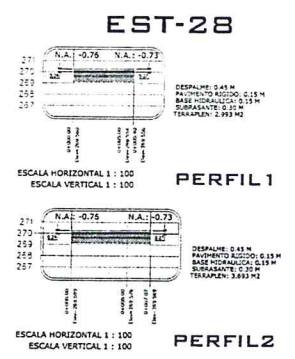 EST-28
N.A.: -0.76 N.A.: -0.73
271
270
269
268
267
DESPALME: 0.45 M
PAVIMENTO RIGIDO: 0.15 M
BASE HIDRAULICA: 0.15 M
SUBRASANTE: 0.30 M
TERRAPLEN: 2.993 M2
ESCALA HORIZONTAL 1 : 100
ESCALA VERTICAL 1 : 100
PERFIL1
N.A.: -0.76 N.A.: -0.73
271
270
269
268
267
DESPALME: 0.45 M
PAVIMENTO RIGIDO: 0.15 M
BASE HIDRAULICA: 0.15 M
SUBRASANTE: 0.30 M
TERRAPLEN: 3.693 M2
ESCALA HORIZONTAL 1 : 100
ESCALA VERTICAL 1 : 100
PERFIL2